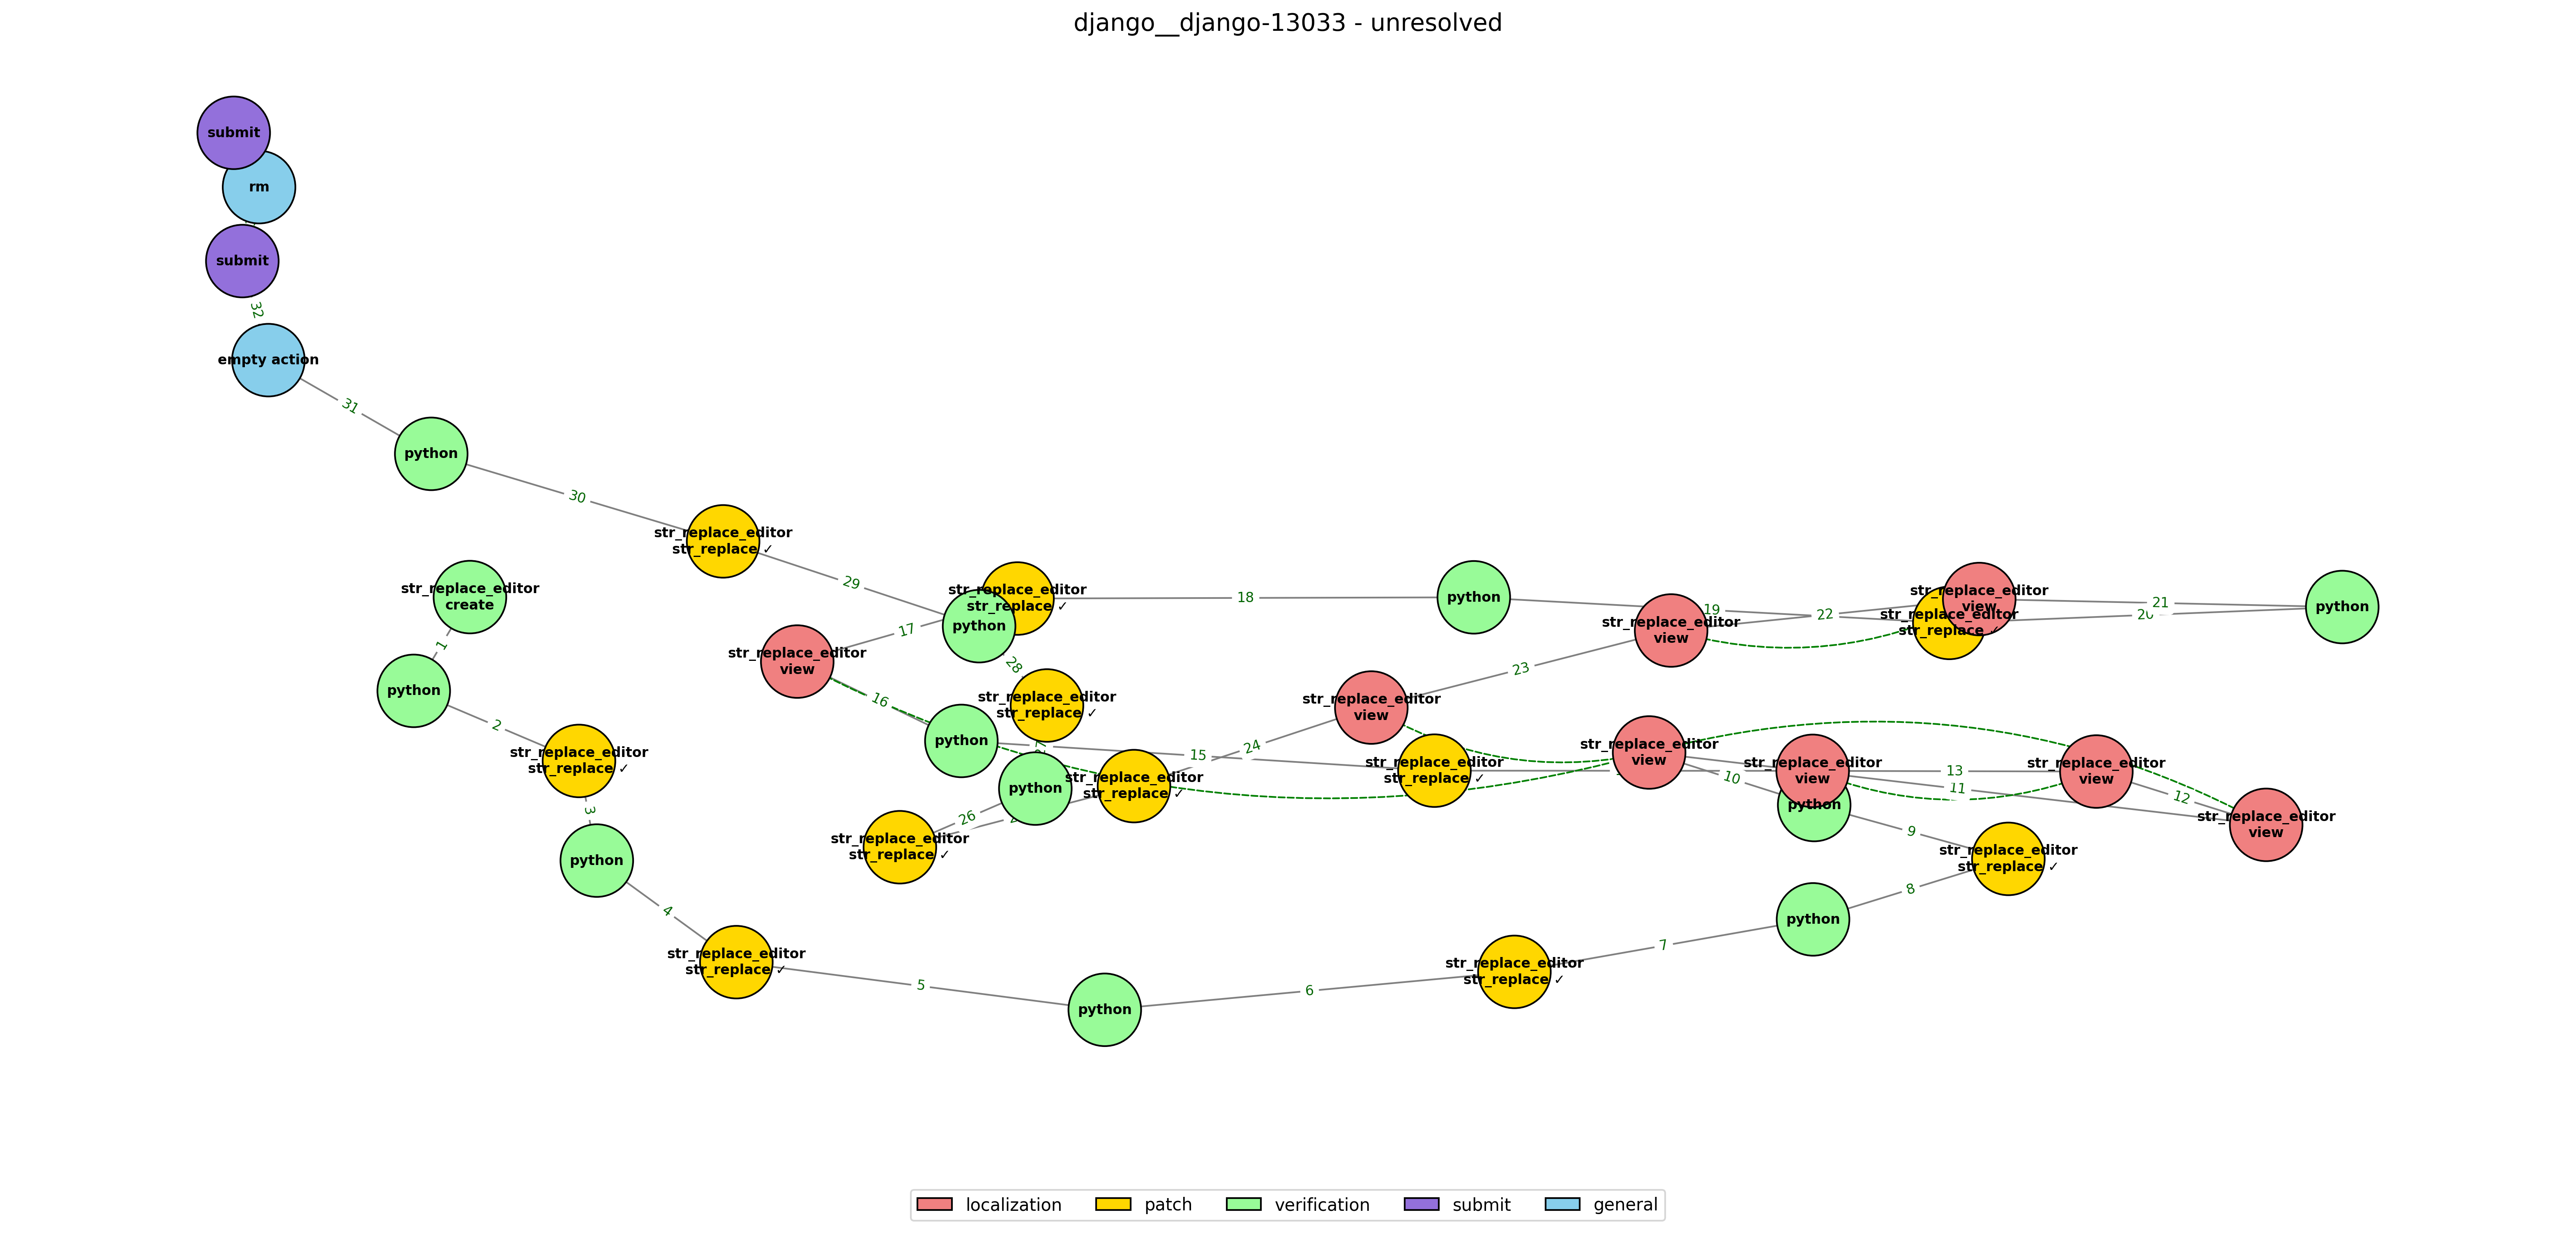 django__django-13033 - unresolved
submit
rm
submit
32
empty action
31
python
30
str_replace_editor
str_replace ✓
29
str_replace_editor
create
1
python
2
str_replace_editor
str_replace ✓
3
python
4
str_replace_editor
str_replace ✓
5
python
6
str_replace_editor
str_replace ✓
7
python
8
str_replace_editor
str_replace ✓
9
python
10
str_replace_editor
view
str_replace_editor
view
11
str_replace_editor
view
12
str_replace_editor
view
13
str_replace_editor
str_replace ✓
15
python
16
str_replace_editor
view
17
str_replace_editor
str_replace ✓
18
python
19
str_replace_editor
str_replace ✓
20
python
21
str_replace_editor
view
22
str_replace_editor
view
23
str_replace_editor
view
24
str_replace_editor
str_replace ✓
str_replace_editor
str_replace ✓
26
python
str_replace_editor
str_replace ✓
28
python
localization
patch
verification
submit
general